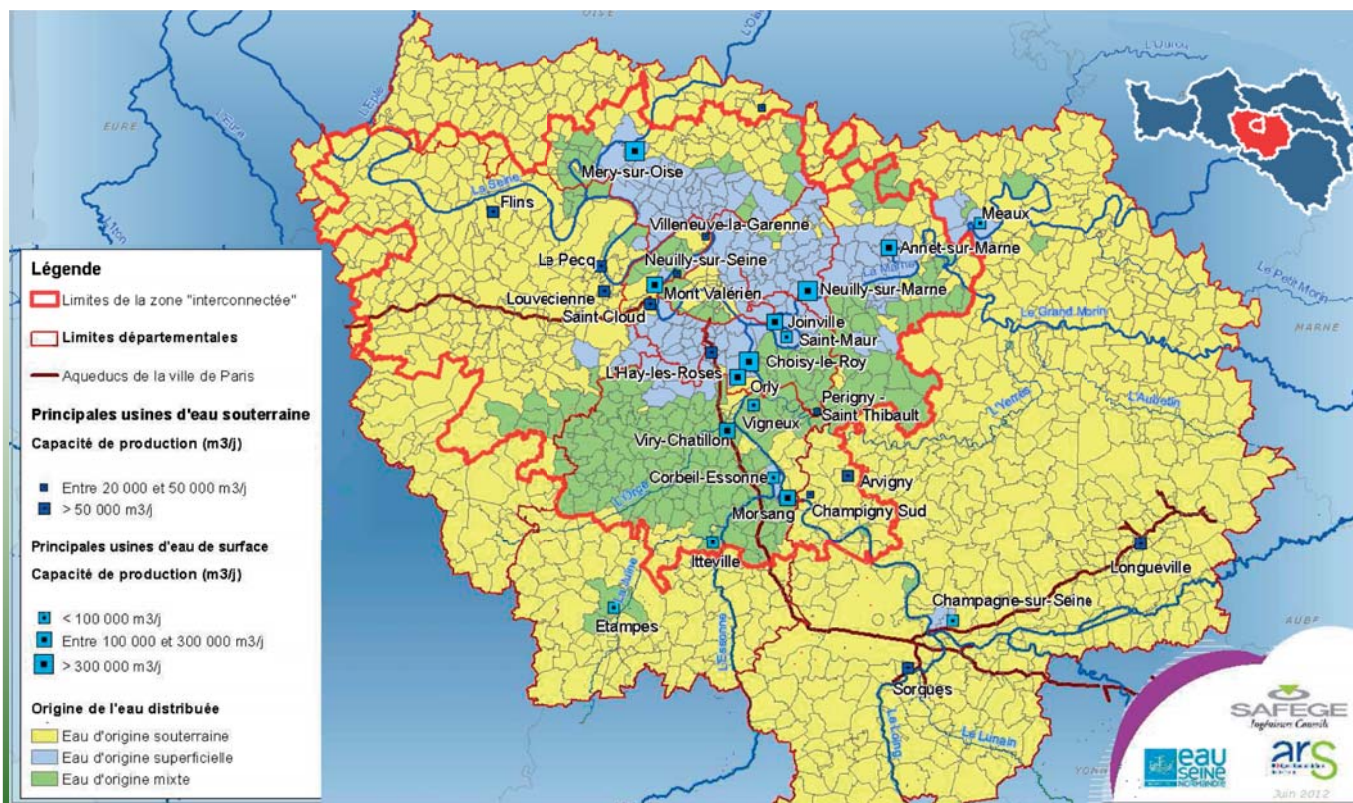 OISE
L'Oise
L'Epte
L'Eure
EURE
L'Iton
La Seine
Mery-sur-Oise
Flins
Villeneuve-la-Garenne
Meaux
Annet-sur-Marne
Le Pecq
Neuilly-sur-Seine
La Marne
Louvecienne
Mont Valérien
Neuilly-sur-Marne
Saint Cloud
Joinville
Saint-Maur
Le Petit Morin
Le Grand Morin
MARNE
Choisy-le-Roy
L'Hay-les-Roses
Orly
L'Yerres
L'Aubetin
Perigny -
Saint Thibault
Vigneux
Viry-Chatillon
Corbeil-Essonne
Arvigny
L'Orge
Morsang
Champigny Sud
Itteville
Longueville
La Juine
Etampes
Champagne-sur-Seine
AUBE
L'Essonne
Sorques
Le Loing
Le Lunain
YONNE
Légende
Limites de la zone "interconnectée"
Limites départementales
Aqueducs de la ville de Paris
Principales usines d'eau souterraine
Capacité de production (m3/j)
Entre 20 000 et 50 000 m3/j
> 50 000 m3/j
Principales usines d'eau de surface
Capacité de production (m3/j)
< 100 000 m3/j
Entre 100 000 et 300 000 m3/j
> 300 000 m3/j
Origine de l'eau distribuée
Eau d'origine souterraine
Eau d'origine superficielle
Eau d'origine mixte
SAFEGE
Ingénieurs Conseils
eau
SEINE
NORMANDIE
ars
Juin 2012